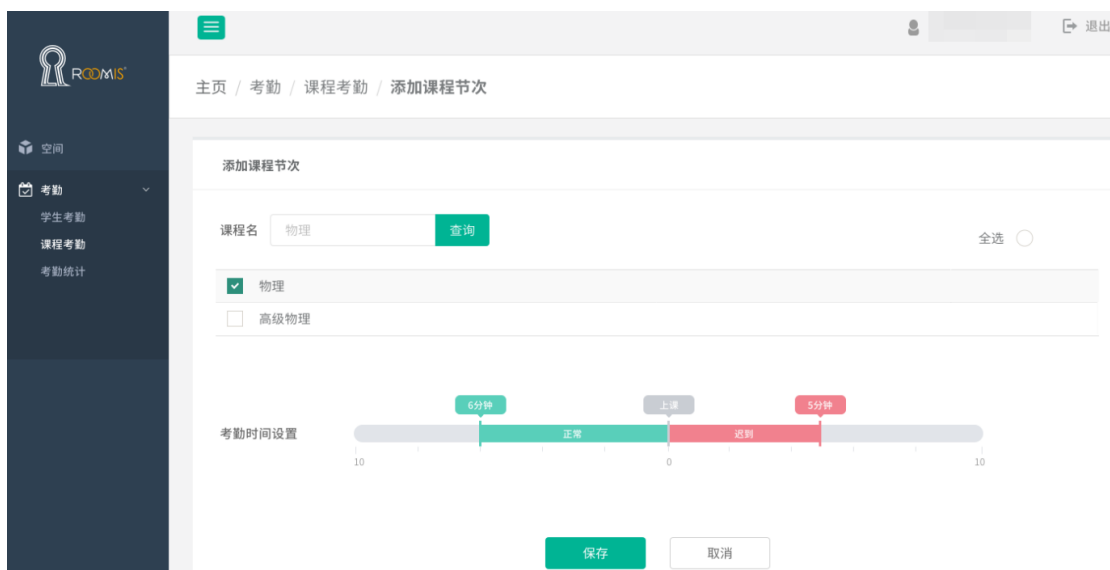 退出
ROOMIS
主页 / 考勤 / 课程考勤 / 添加课程节次
空间
考勤
学生考勤
课程考勤
考勤统计
添加课程节次
课程名 物理 查询
全选
物理
高级物理
6分钟 上课 5分钟
考勤时间设置 正常 迟到
10 0 10
保存 取消